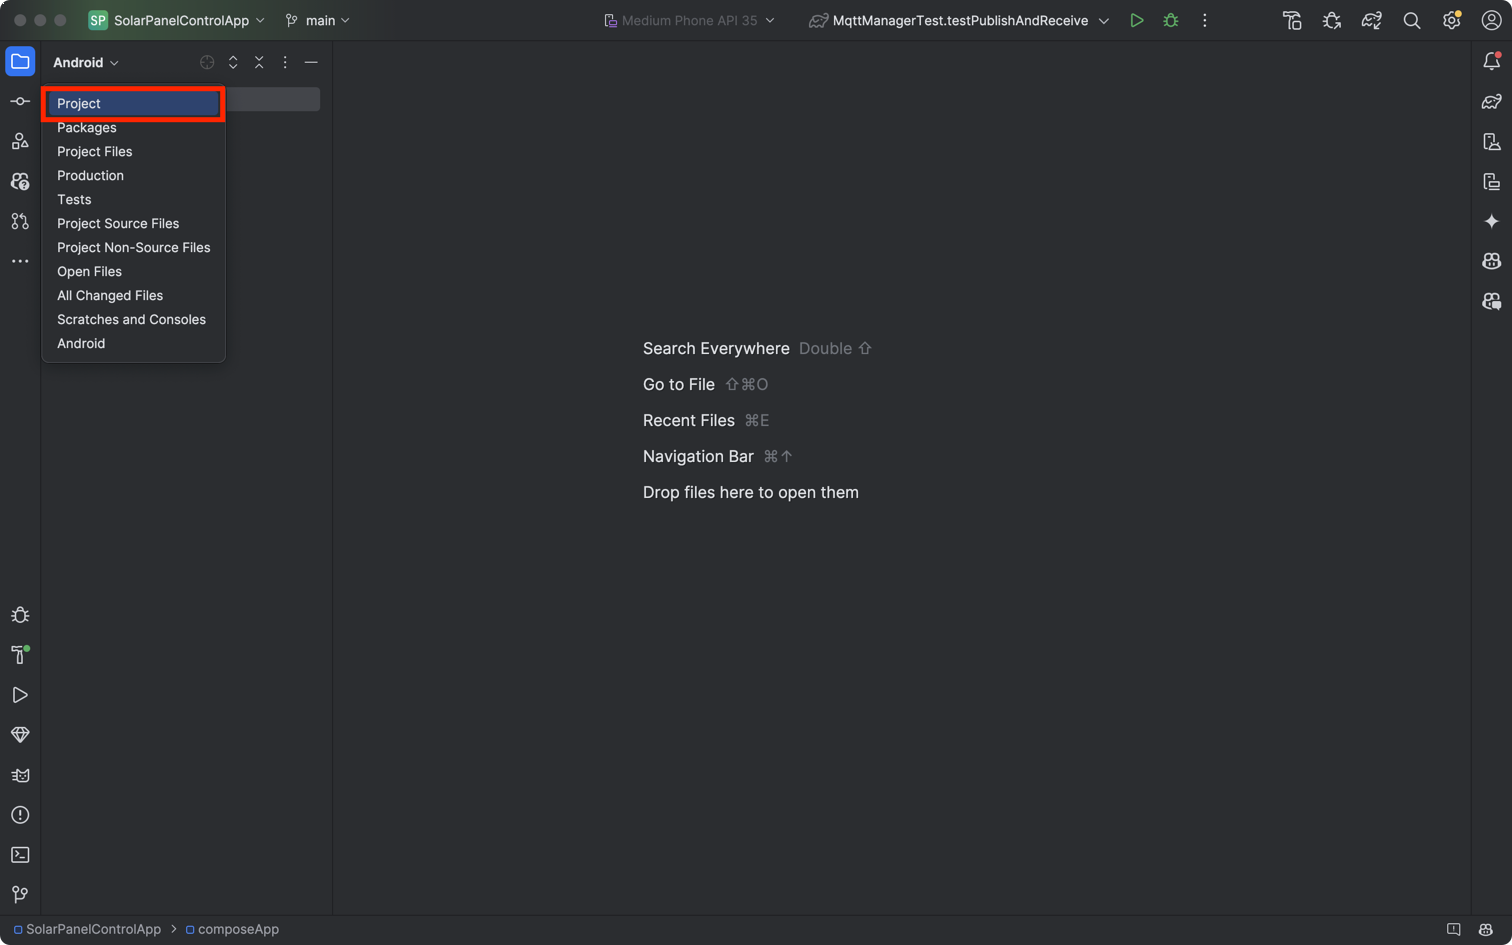 SP SolarPanelControlApp main Medium Phone API 35 MqttManagerTest.testPublishAndReceive
Android
Project
Packages
Project Files
Production
Tests
Project Source Files
Project Non-Source Files
Open Files
All Changed Files
Scratches and Consoles
Android
Search Everywhere Double ⇧
Go to File ⇧⌘O
Recent Files ⌘E
Navigation Bar ⌘↑
Drop files here to open them
SolarPanelControlApp > composeApp